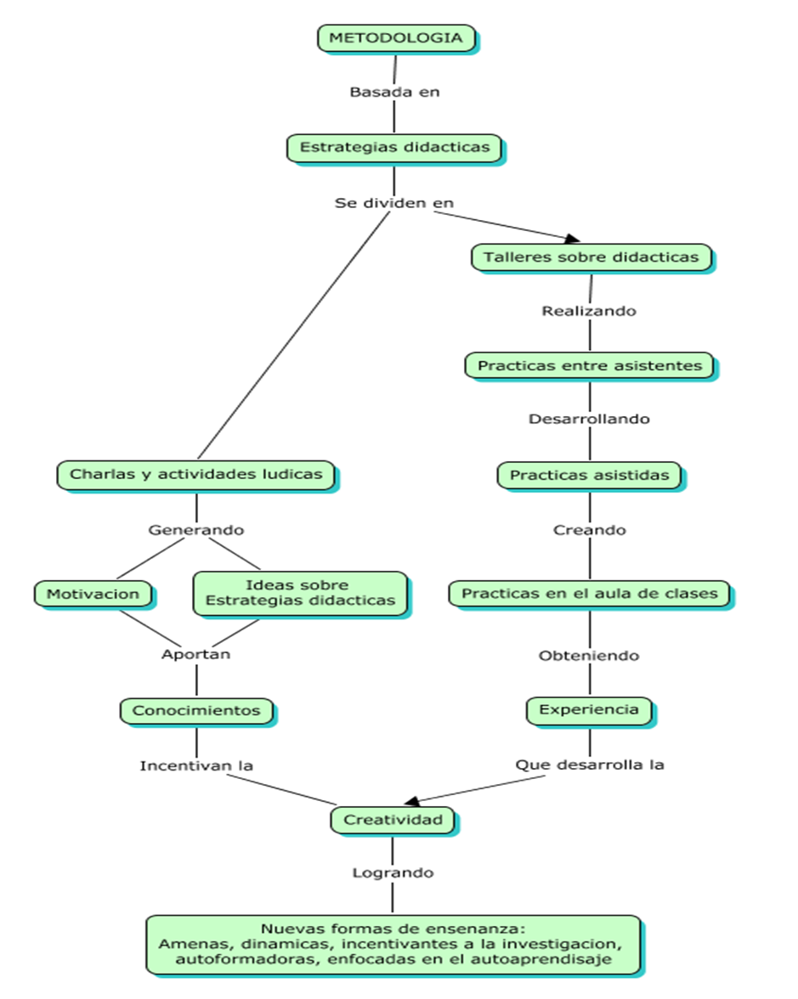 METODOLOGIA
Basada en
Estrategias didacticas
Se dividen en
Talleres sobre didacticas
Realizando
Practicas entre asistentes
Desarrollando
Charlas y actividades ludicas
Practicas asistidas
Generando
Creando
Motivacion
Ideas sobre
Estrategias didacticas
Practicas en el aula de clases
Aportan
Obteniendo
Conocimientos
Experiencia
Incentivan la
Que desarrolla la
Creatividad
Logrando
Nuevas formas de ensenanza:
Amenas, dinamicas, incentivantes a la investigacion,
autoformadoras, enfocadas en el autoaprendisaje